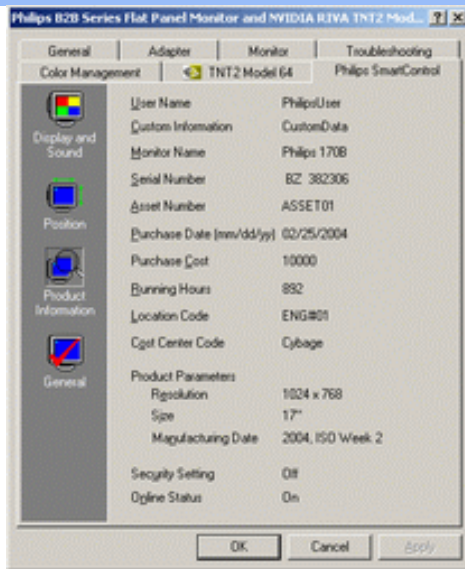 Philips B2B Series Flat Panel Monitor and NVIDIA RIVA TNT2 Mod...
General Adapter Monitor Troubleshooting
Color Management TNT2 Model 64 Philips SmartControl
Display and Sound
Position
Product Information
General
User Name PhilipsUser
Custom Information CustomData
Monitor Name Philips 170B
Serial Number BZ 382306
Asset Number ASSET01
Purchase Date (mm/dd/yy) 02/25/2004
Purchase Cost 10000
Running Hours 892
Location Code ENG#01
Cost Center Code Cybage
Product Parameters
Resolution 1024 x 768
Size 17"
Manufacturing Date 2004, ISO Week 2
Security Setting Off
Online Status On
OK Cancel Apply